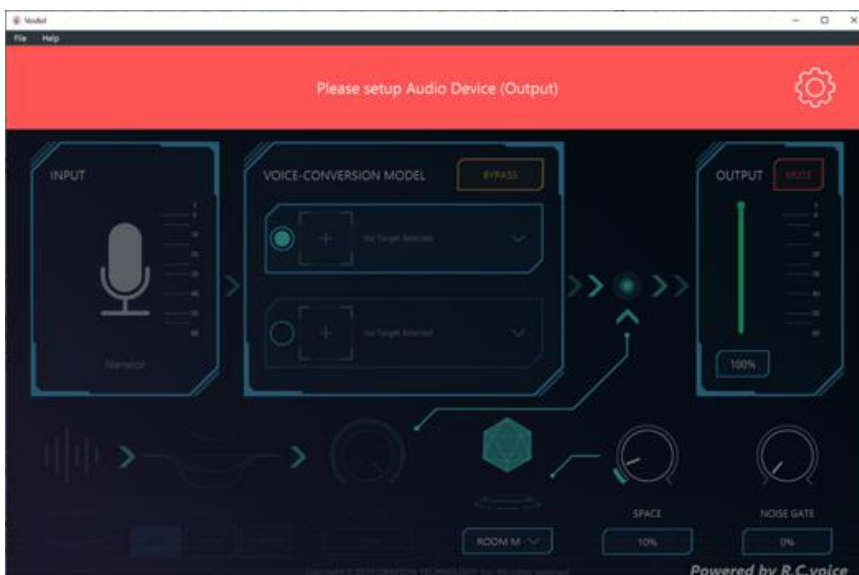 Voidol
File Help
Please setup Audio Device (Output)
INPUT
VOICE-CONVERSION MODEL
BYPASS
OUTPUT
MUTE
No Target Selected
No Target Selected
Narrator
100%
SPACE
NOISE GATE
ROOM M
10%
0%
Powered by R.C.voice